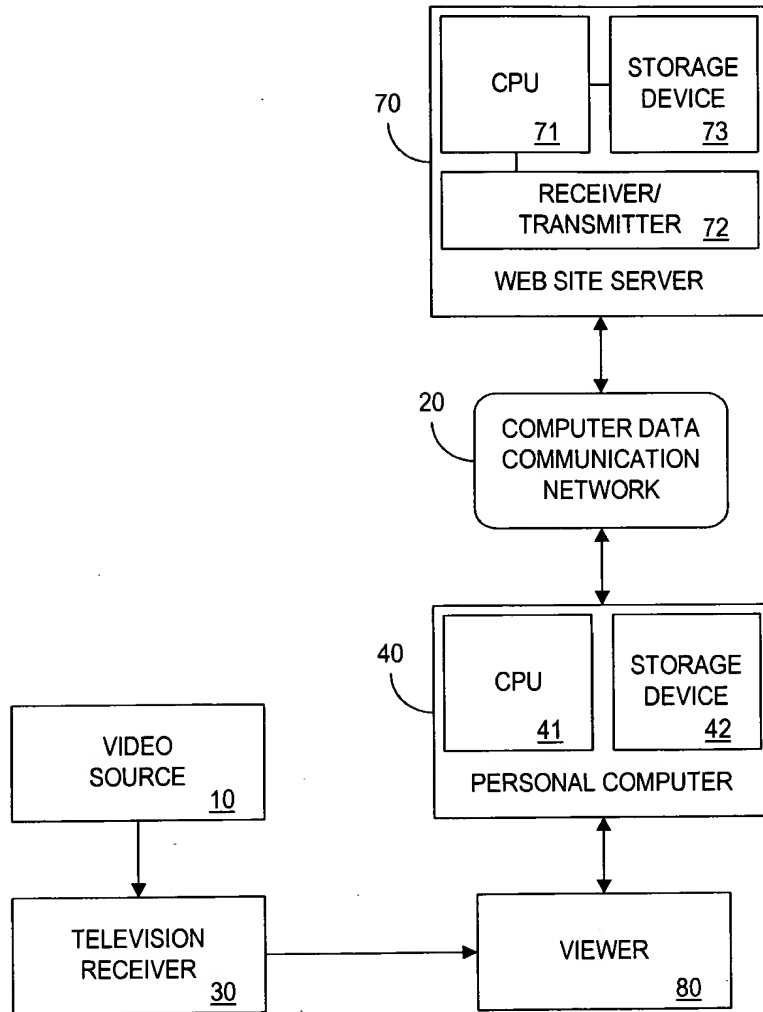 CPU
71
STORAGE
DEVICE
73
70
RECEIVER/
TRANSMITTER
72
WEB SITE SERVER
20
COMPUTER DATA
COMMUNICATION
NETWORK
40
CPU
41
STORAGE
DEVICE
42
PERSONAL COMPUTER
VIDEO
SOURCE
10
TELEVISION
RECEIVER
30
VIEWER
80